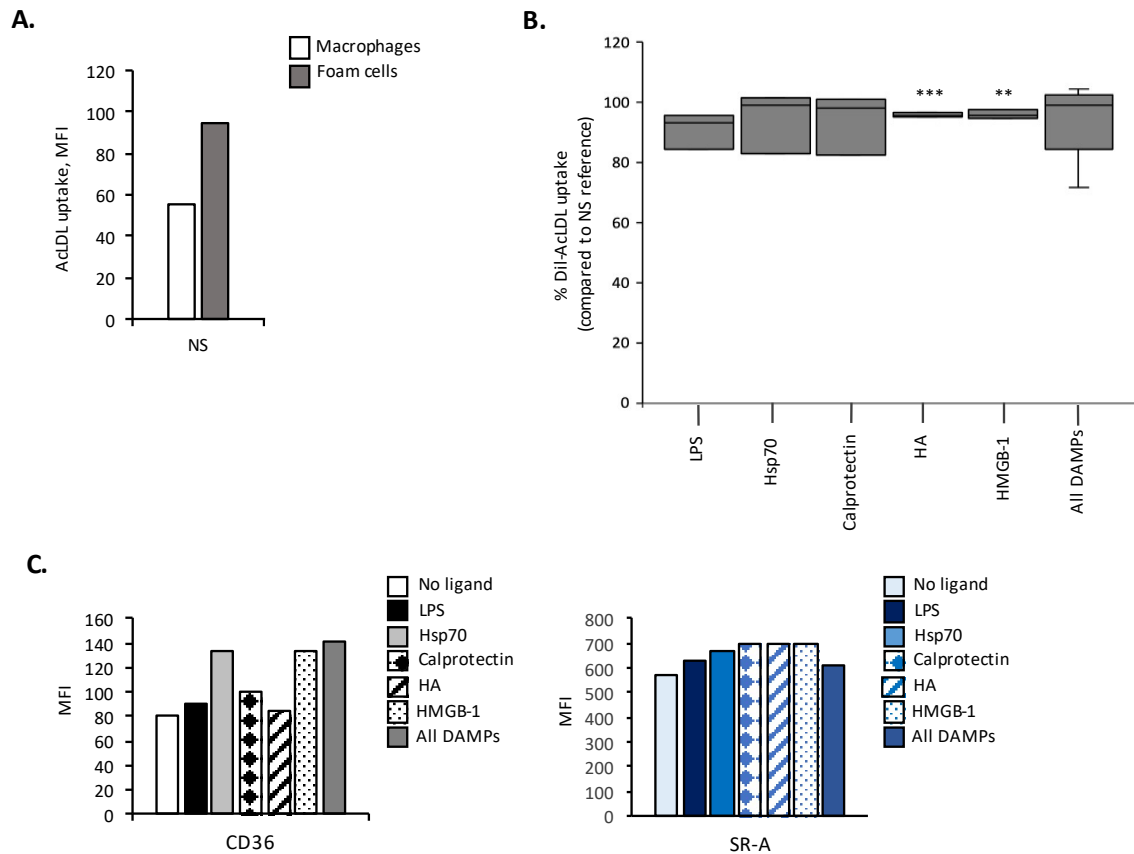 A.
Macrophages
Foam cells
AcLDL uptake, MFI
120
100
80
60
40
20
0
NS
B.
% Dil-AcLDL uptake
(compared to NS reference)
120
100
80
60
40
20
0
***
**
LPS
Hsp70
Calprotectin
HA
HMGB-1
All DAMPs
C.
MFI
160
140
120
100
80
60
40
20
0
CD36
No ligand
LPS
Hsp70
Calprotectin
HA
HMGB-1
All DAMPs
MFI
800
700
600
500
400
300
200
100
0
SR-A
No ligand
LPS
Hsp70
Calprotectin
HA
HMGB-1
All DAMPs